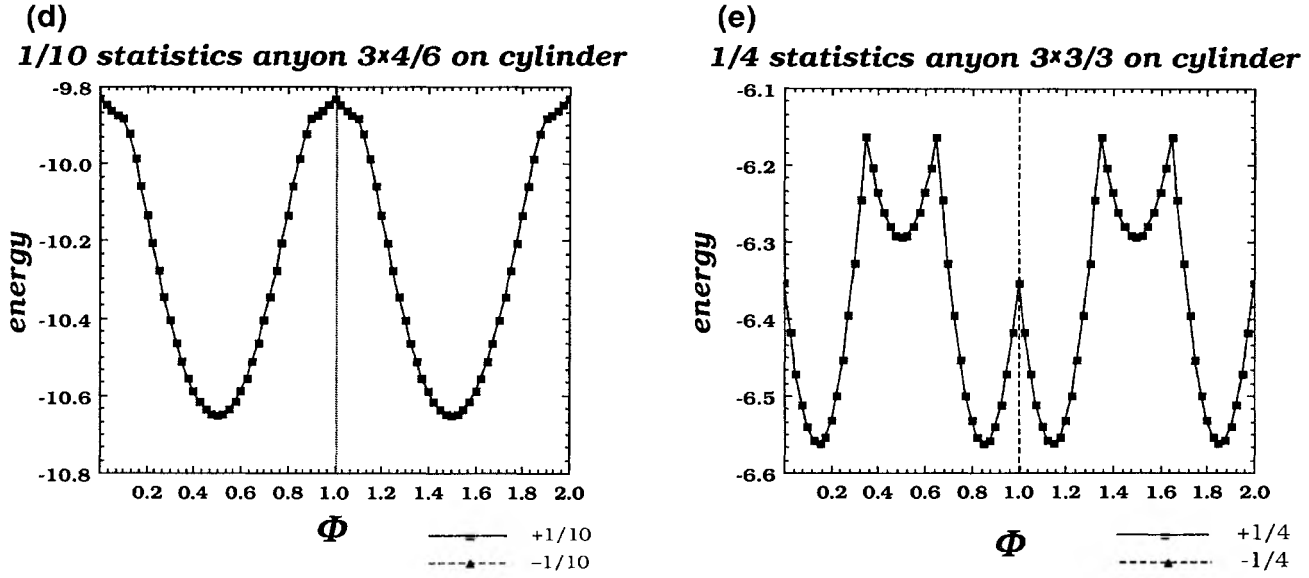 (d)
1/10 statistics anyon 3×4/6 on cylinder
-9.8
-10.0
-10.2
-10.4
-10.6
-10.8
energy
0.2 0.4 0.6 0.8 1.0 1.2 1.4 1.6 1.8 2.0
Φ
+1/10
-1/10
(e)
1/4 statistics anyon 3×3/3 on cylinder
-6.1
-6.2
-6.3
-6.4
-6.5
-6.6
energy
0.2 0.4 0.6 0.8 1.0 1.2 1.4 1.6 1.8 2.0
Φ
+1/4
-1/4